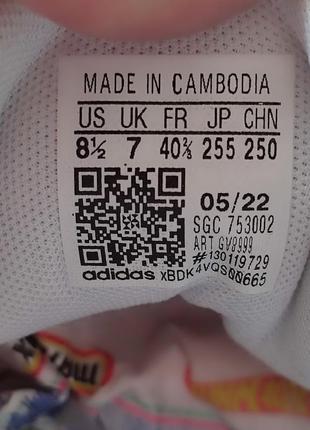 MADE IN CAMBODIA
US UK FR JP CHN
8½ 7 40⅔ 255 250
05/22
SGC 753002
ART GV8999
#130119729
adidas xBDK4VQS00665